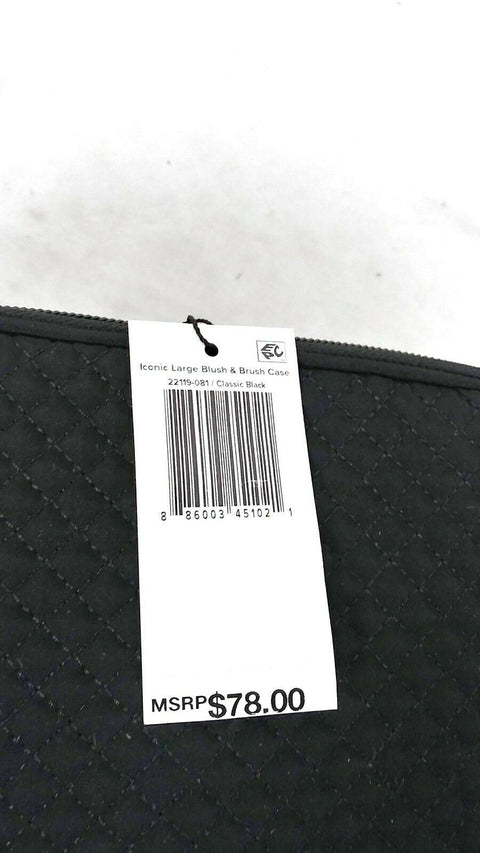 Iconic Large Blush & Brush Case
22119-081 / Classic Black
8 86003 45102 1
MSRP$78.00